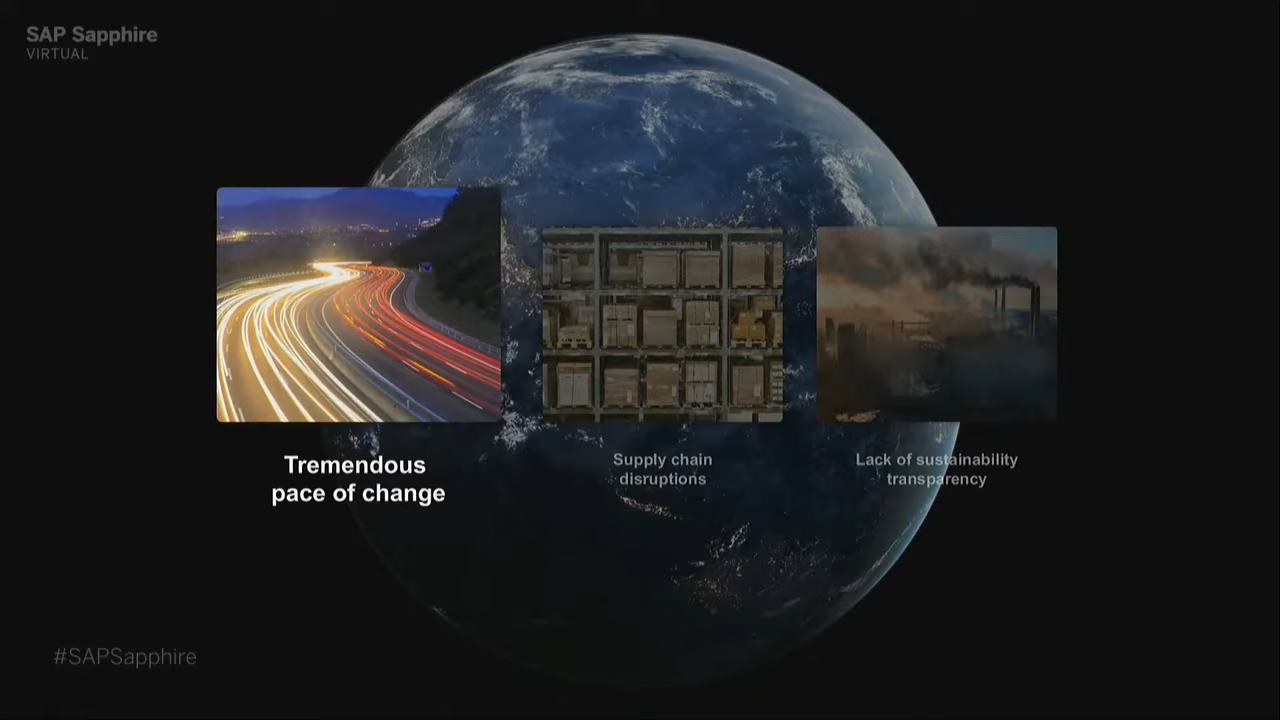 SAP Sapphire
VIRTUAL
Tremendous
pace of change
Supply chain
disruptions
Lack of sustainability
transparency
#SAPSapphire